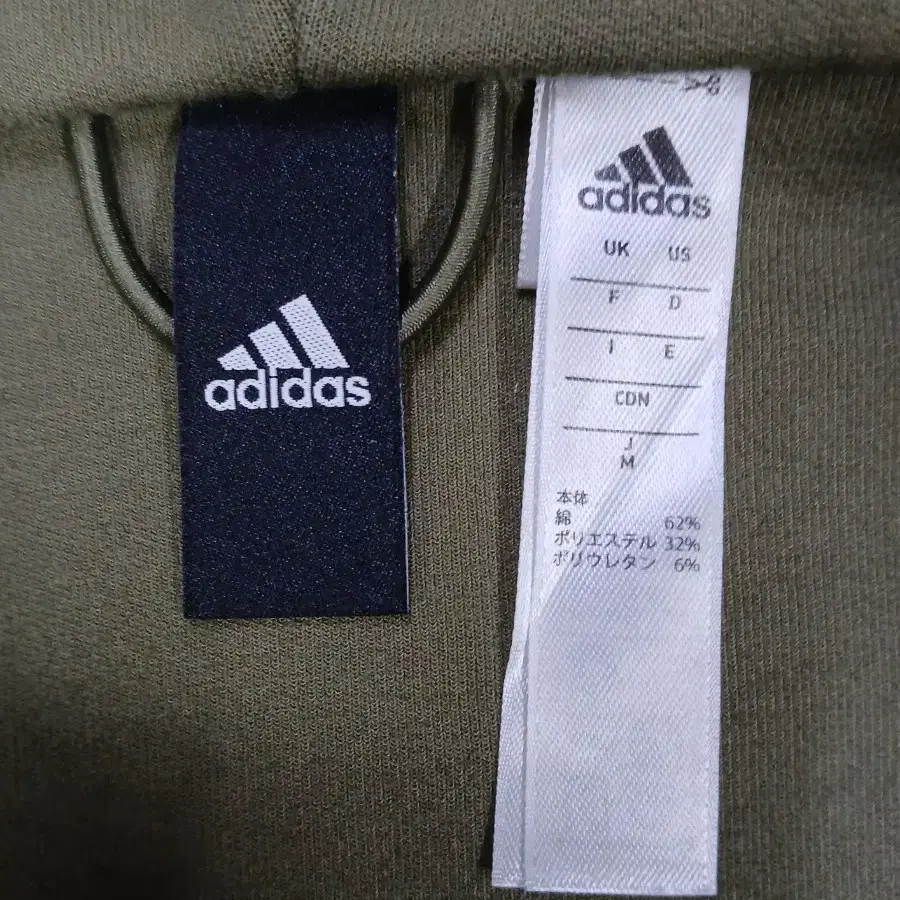 adidas
adidas
UK US
F D
I E
CDN
J
M
本体
綿 62%
ポリエステル 32%
ポリウレタン 6%